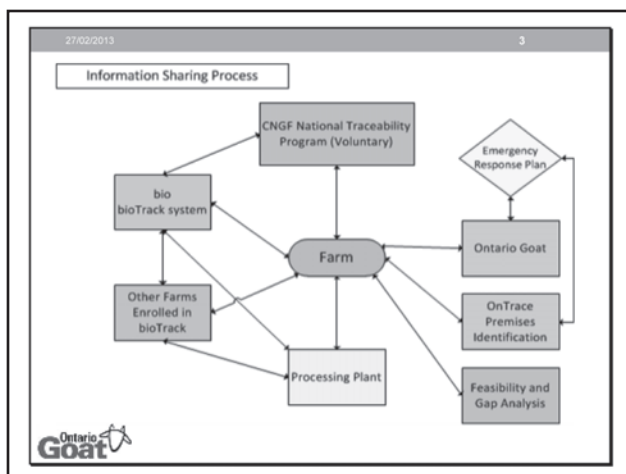 27/02/2013
3
Information Sharing Process
CNGF National Traceability
Program (Voluntary)
Emergency
Response Plan
bio
bioTrack system
Ontario Goat
Farm
Other Farms
Enrolled in
bioTrack
OnTrace
Premises
Identification
Processing Plant
Feasibility and
Gap Analysis
Ontario
Goat